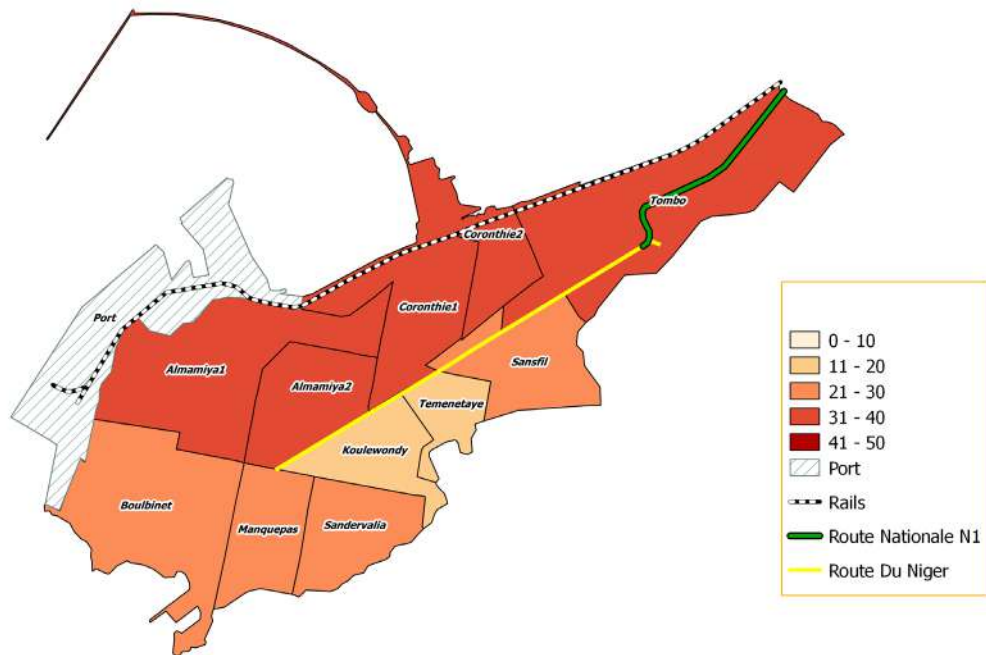 Tombo
Coronthie2
Port
Coronthie1
Almamiya1
Sansfil
Almamiya2
Temenetaye
Koulewondy
Boulbinet
Manquepas
Sandervalia
0 - 10
11 - 20
21 - 30
31 - 40
41 - 50
Port
Rails
Route Nationale N1
Route Du Niger